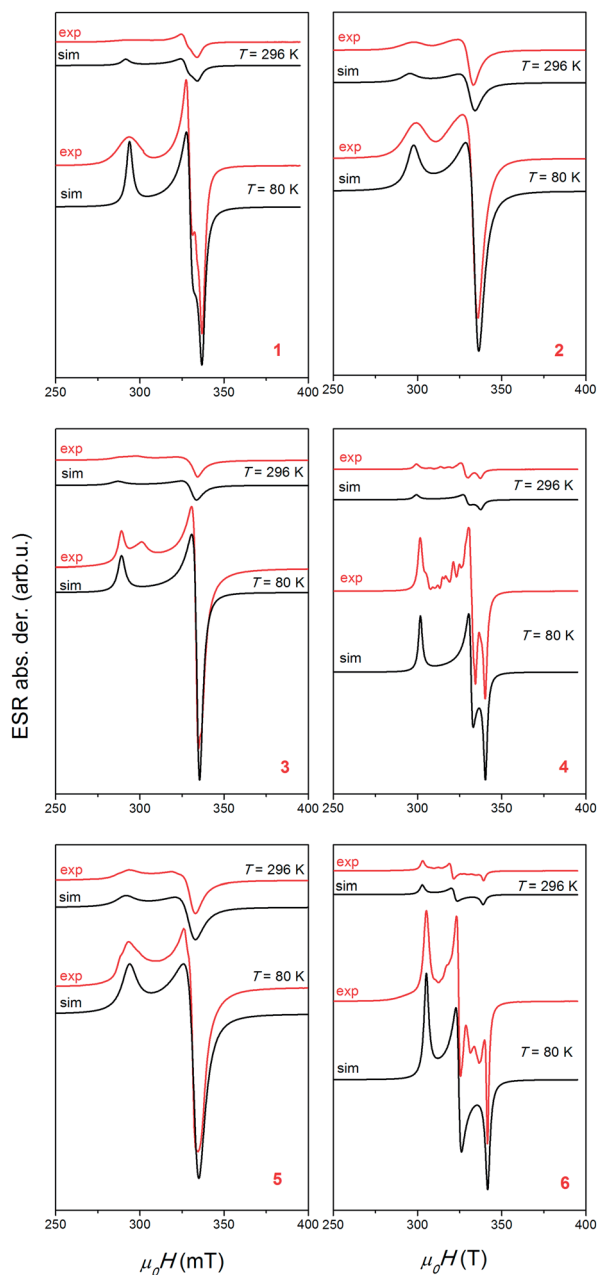 exp
T = 296 K
sim
exp
T = 80 K
sim
1
250 300 350 400
exp
T = 296 K
sim
exp
sim
T = 80 K
2
250 300 350 400
exp
T = 296 K
sim
exp
T = 80 K
sim
3
250 300 350 400
exp
T = 296 K
sim
exp
T = 80 K
sim
4
250 300 350 400
exp
T = 296 K
sim
exp
T = 80 K
sim
5
250 300 350 400
exp
T = 296 K
sim
exp
T = 80 K
sim
6
250 300 350 400
ESR abs. der. (arb.u.)
μ₀H (mT)
μ₀H (T)